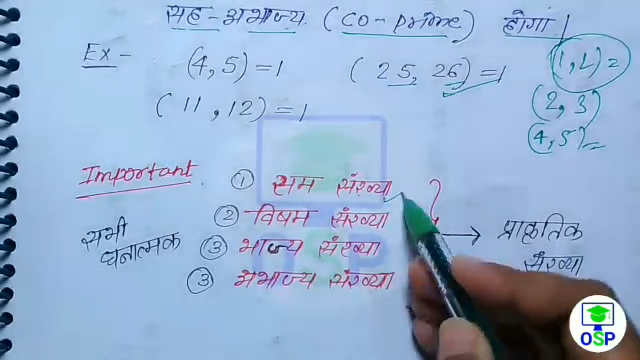 सह-अभाज्य (CO-prime) होगा।
Ex- (4,5)=1 (25, 26)=1 (1,2)=
(11,12)=1 (2,3)
(4,5)=
Important ① सम संख्या
② विषम संख्या
सभी धनात्मक ③ भाज्य संख्या → प्राकृतिक संख्या
③ अभाज्य संख्या
OSP